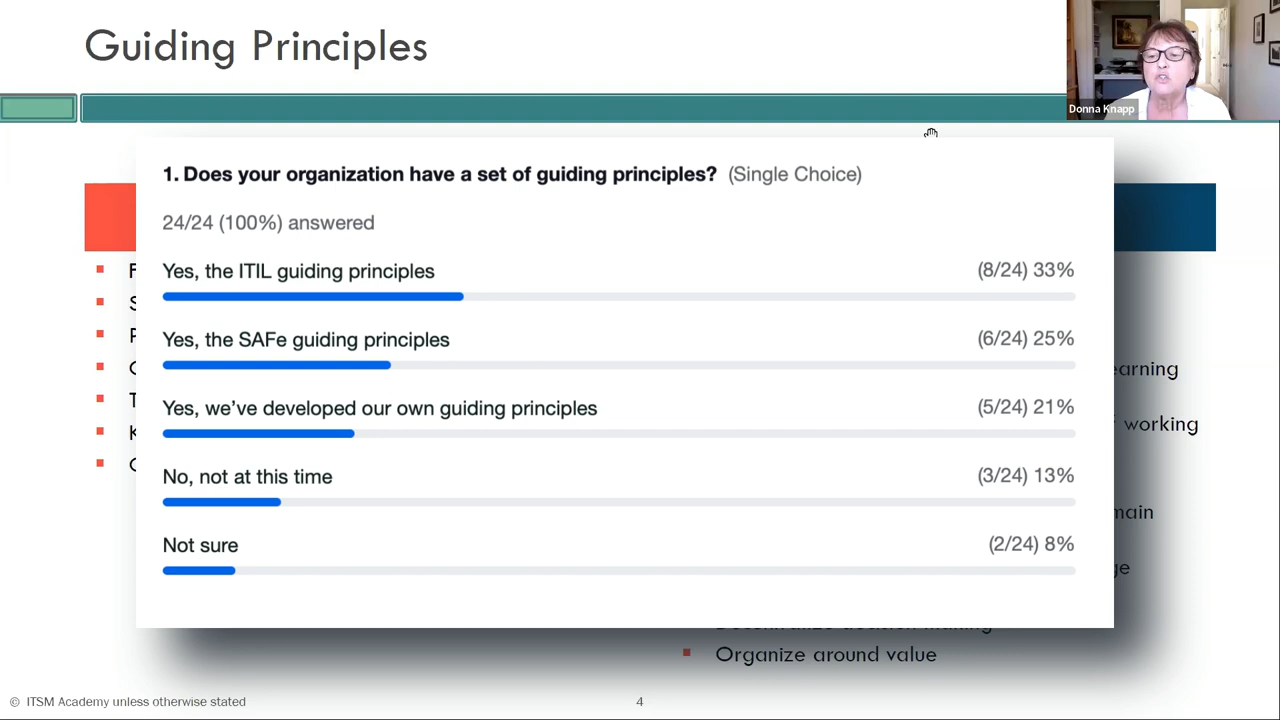 Guiding Principles
Donna Knapp
1. Does your organization have a set of guiding principles? (Single Choice)
24/24 (100%) answered
Yes, the ITIL guiding principles (8/24) 33%
Yes, the SAFe guiding principles (6/24) 25%
Yes, we've developed our own guiding principles (5/24) 21%
No, not at this time (3/24) 13%
Not sure (2/24) 8%
working
Organize around value
© ITSM Academy unless otherwise stated
4